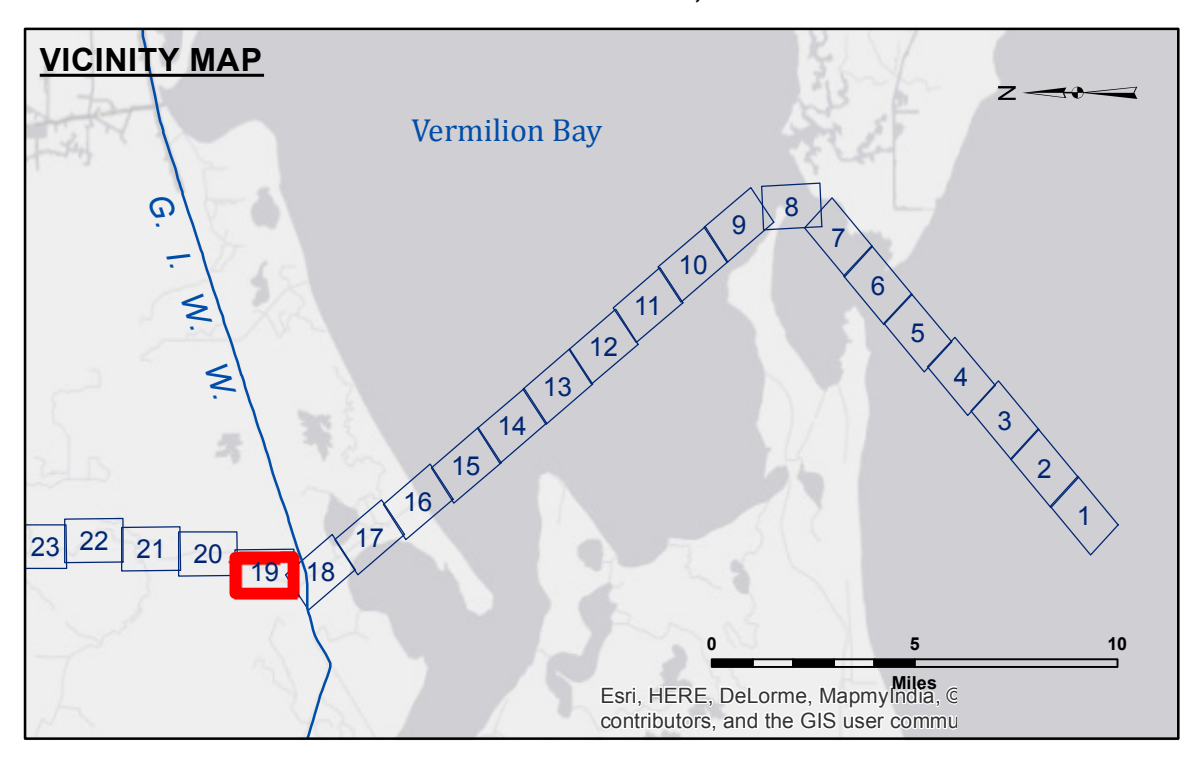 VICINITY MAP
N
Vermilion Bay
G. I. W. W.
8
9
7
10
6
11
5
12
4
13
3
14
2
15
1
16
17
23
22
21
20
19
18
0 5 10
Miles
Esri, HERE, DeLorme, MapmyIndia, ©
contributors, and the GIS user commu